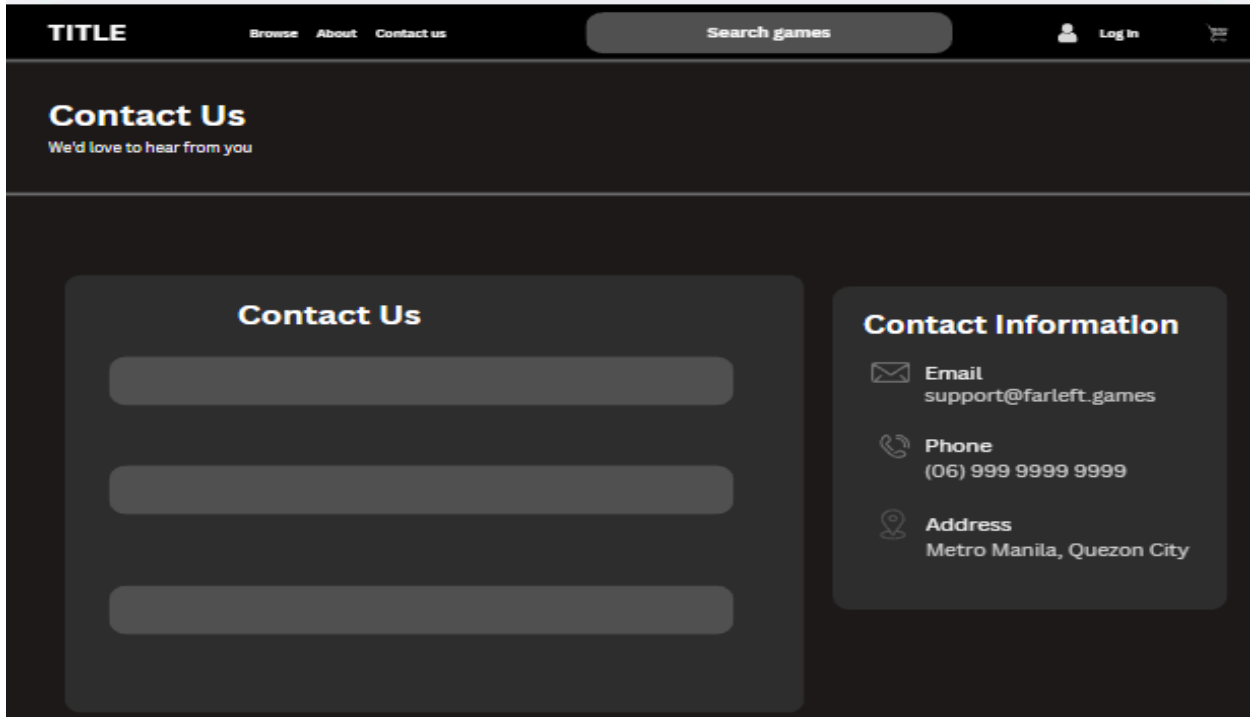 TITLE
Browse About Contact us
Search games
Log In
Contact Us
We'd love to hear from you
Contact Us
Contact Information
Email
support@farleft.games
Phone
(06) 999 9999 9999
Address
Metro Manila, Quezon City